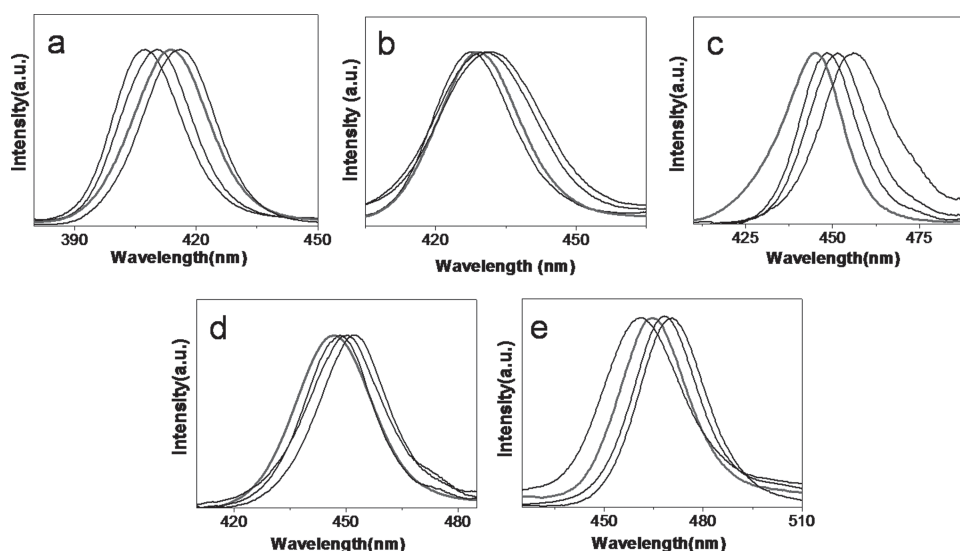 a
Intensity(a.u.)
390 420 450
Wavelength(nm)
b
Intensity (a.u.)
420 450
Wavelength (nm)
c
Intensity(a.u.)
425 450 475
Wavelength(nm)
d
Intensity(a.u.)
420 450 480
Wavelength(nm)
e
Intensity(a.u.)
450 480 510
Wavelength(nm)